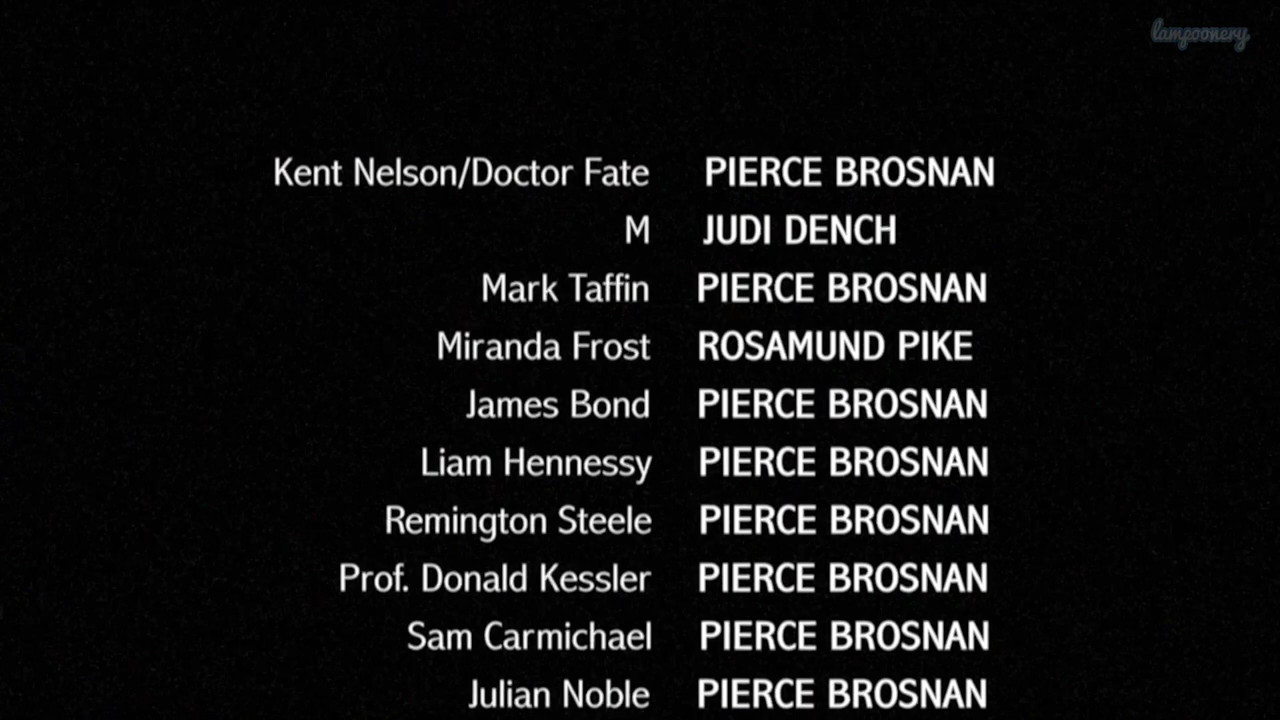 lampoonery
Kent Nelson/Doctor Fate PIERCE BROSNAN
M JUDI DENCH
Mark Taffin PIERCE BROSNAN
Miranda Frost ROSAMUND PIKE
James Bond PIERCE BROSNAN
Liam Hennessy PIERCE BROSNAN
Remington Steele PIERCE BROSNAN
Prof. Donald Kessler PIERCE BROSNAN
Sam Carmichael PIERCE BROSNAN
Julian Noble PIERCE BROSNAN